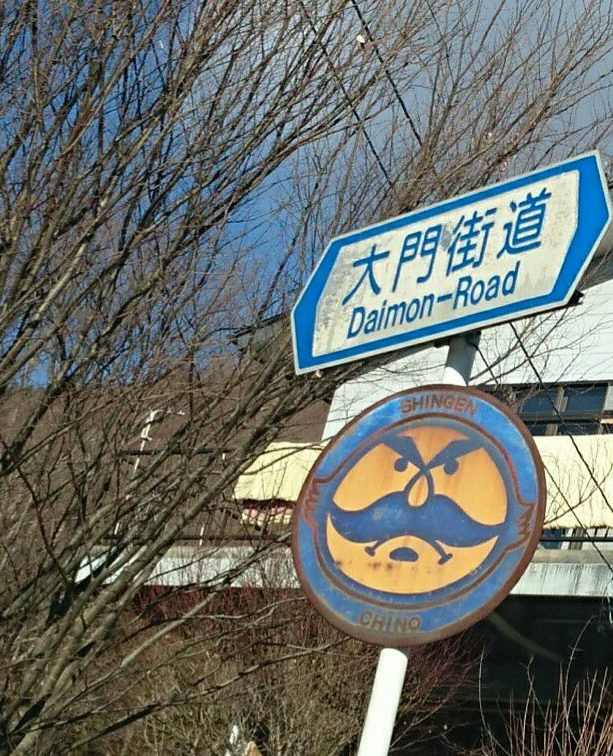 大門街道
Daimon-Road
SHINGEN
CHINO